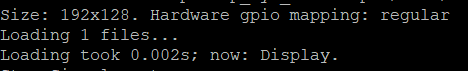 Size: 192x128. Hardware gpio mapping: regular
Loading 1 files...
Loading took 0.002s; now: Display.